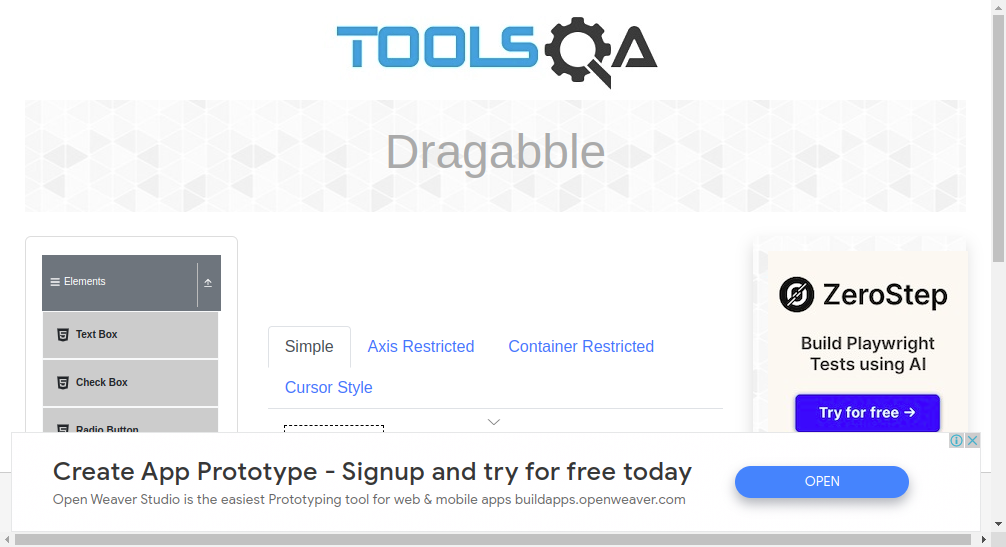 TOOLSQA
Dragabble
Elements
Text Box
Check Box
Radio Button
Simple
Axis Restricted
Container Restricted
Cursor Style
ZeroStep
Build Playwright
Tests using AI
Try for free →
Create App Prototype - Signup and try for free today
Open Weaver Studio is the easiest Prototyping tool for web & mobile apps buildapps.openweaver.com
OPEN